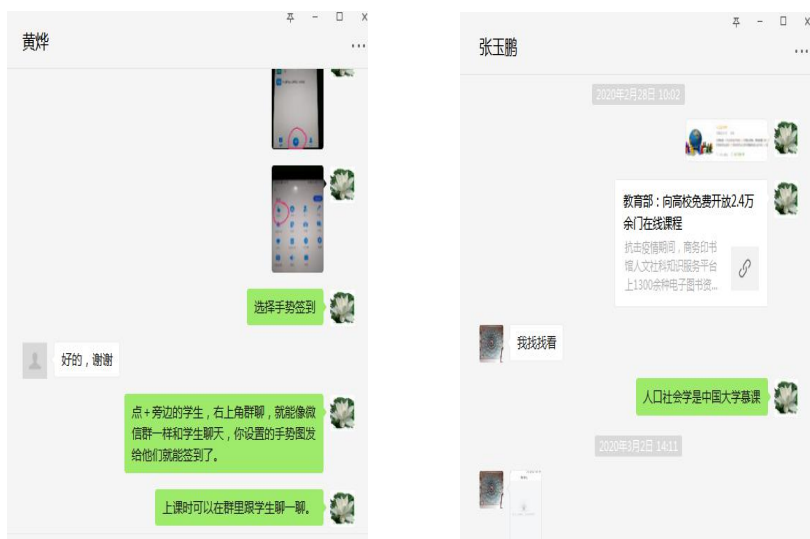 黄烨
选择手势签到
好的，谢谢
点+旁边的学生，右上角群聊，就能像微
信群一样和学生聊天，你设置的手势图发
给他们就能签到了。
上课时可以在群里跟学生聊一聊。
张玉鹏
2020年2月28日 10:02
教育部：向高校免费开放2.4万
余门在线课程
抗击疫情期间，商务印书
馆人文社科知识服务平台
上1300余种电子图书资...
我找找看
人口社会学是中国大学慕课
2020年3月2日 14:11